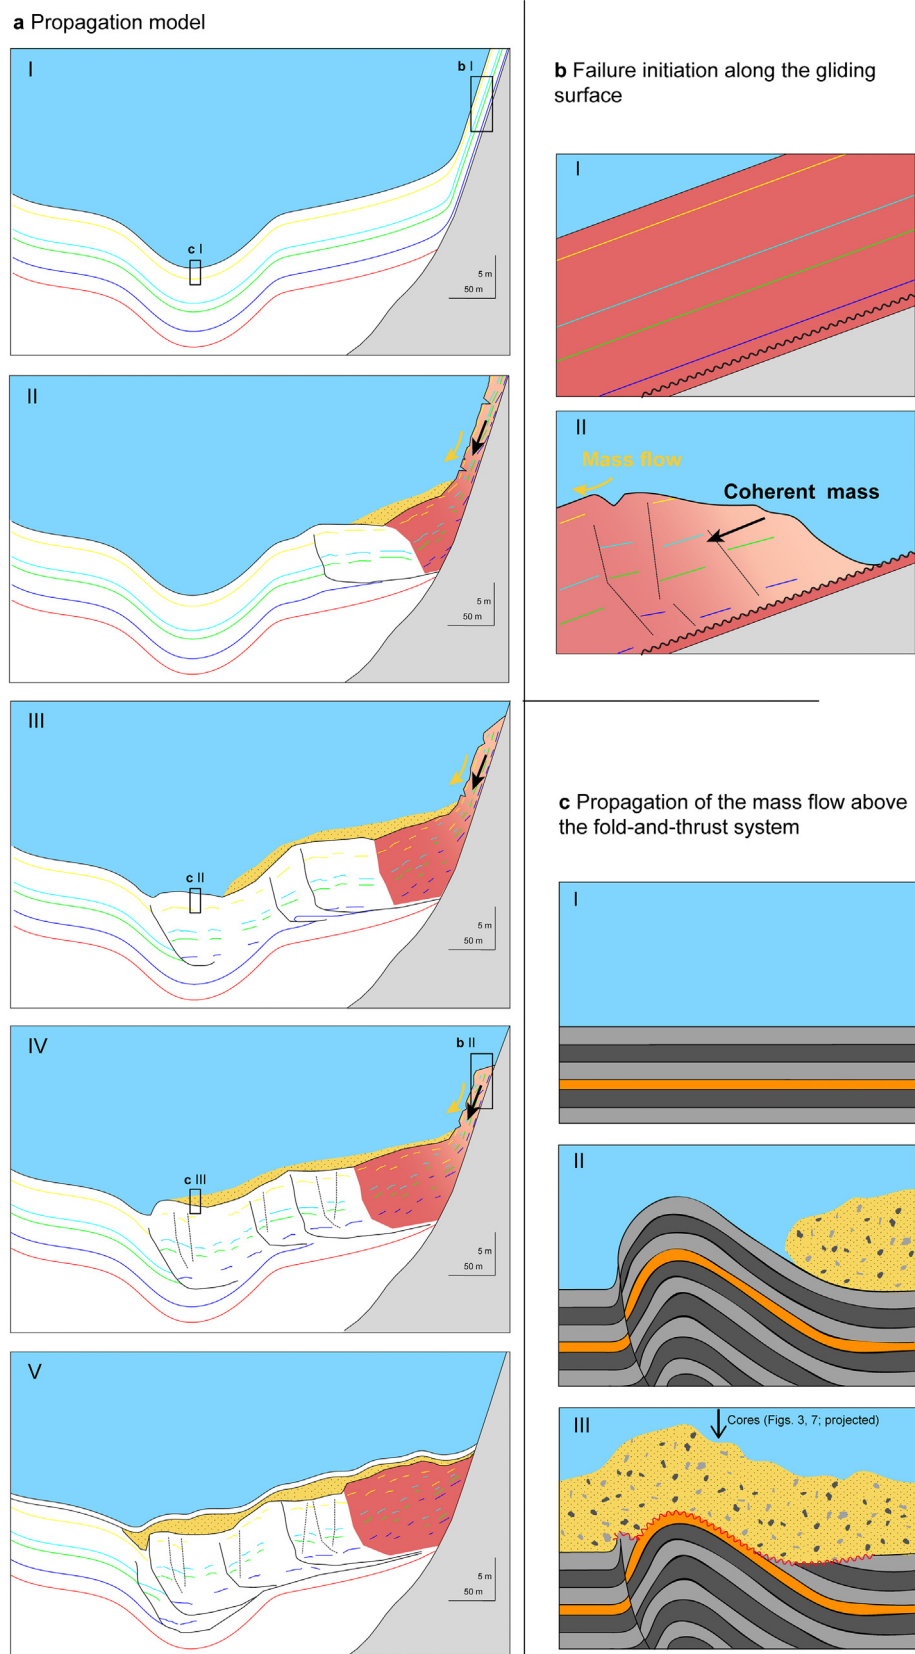 a Propagation model
I
b I
c I
5 m
50 m
II
5 m
50 m
III
c II
5 m
50 m
IV
b II
c III
5 m
50 m
V
5 m
50 m
b Failure initiation along the gliding
surface
I
II
Mass flow
Coherent mass
c Propagation of the mass flow above
the fold-and-thrust system
I
II
III
Cores (Figs. 3, 7; projected)